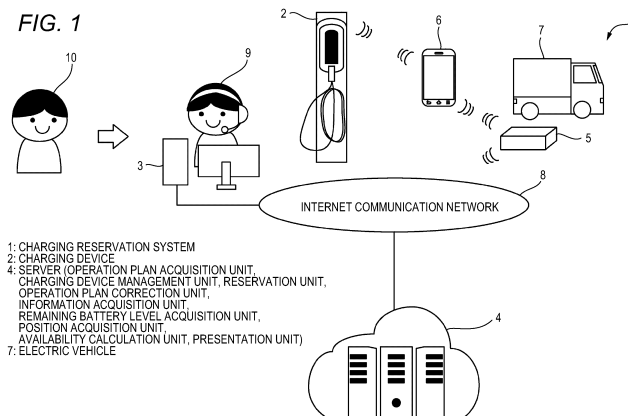 FIG. 1
2
6
7
10
9
3
5
8
INTERNET COMMUNICATION NETWORK
1: CHARGING RESERVATION SYSTEM
2: CHARGING DEVICE
4: SERVER (OPERATION PLAN ACQUISITION UNIT,
CHARGING DEVICE MANAGEMENT UNIT, RESERVATION UNIT,
OPERATION PLAN CORRECTION UNIT,
INFORMATION ACQUISITION UNIT,
REMAINING BATTERY LEVEL ACQUISITION UNIT,
POSITION ACQUISITION UNIT,
AVAILABILITY CALCULATION UNIT, PRESENTATION UNIT)
7: ELECTRIC VEHICLE
4